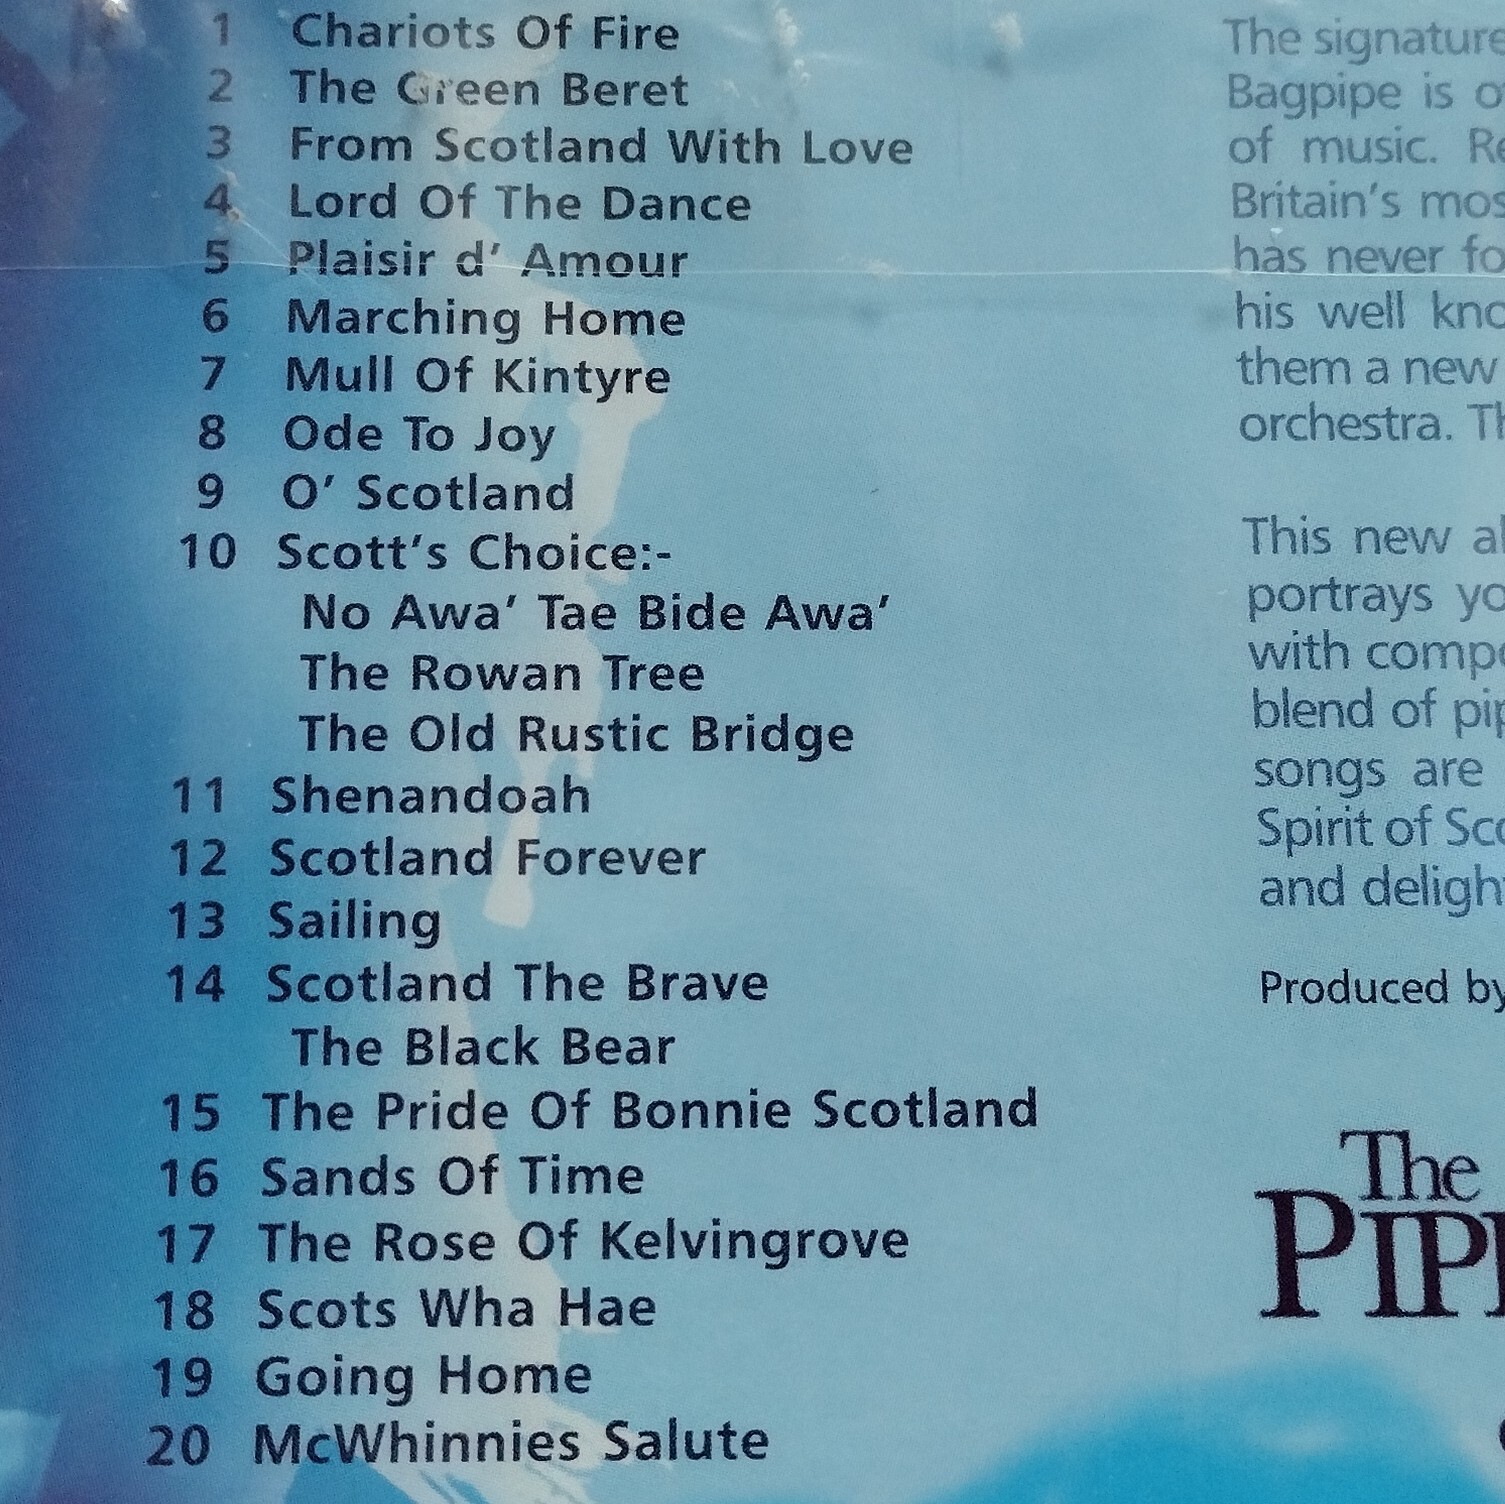 1 Chariots Of Fire
2 The Green Beret
3 From Scotland With Love
4 Lord Of The Dance
5 Plaisir d' Amour
6 Marching Home
7 Mull Of Kintyre
8 Ode To Joy
9 O' Scotland
10 Scott's Choice:-
No Awa' Tae Bide Awa'
The Rowan Tree
The Old Rustic Bridge
11 Shenandoah
12 Scotland Forever
13 Sailing
14 Scotland The Brave
The Black Bear
15 The Pride Of Bonnie Scotland
16 Sands Of Time
17 The Rose Of Kelvingrove
18 Scots Wha Hae
19 Going Home
20 McWhinnies Salute
The signature
Bagpipe is
of music.
Britain's
has never
his well
them a new
orchestra.
This new
portrays
with
blend of
songs are
Spirit of
and
Produced by
The